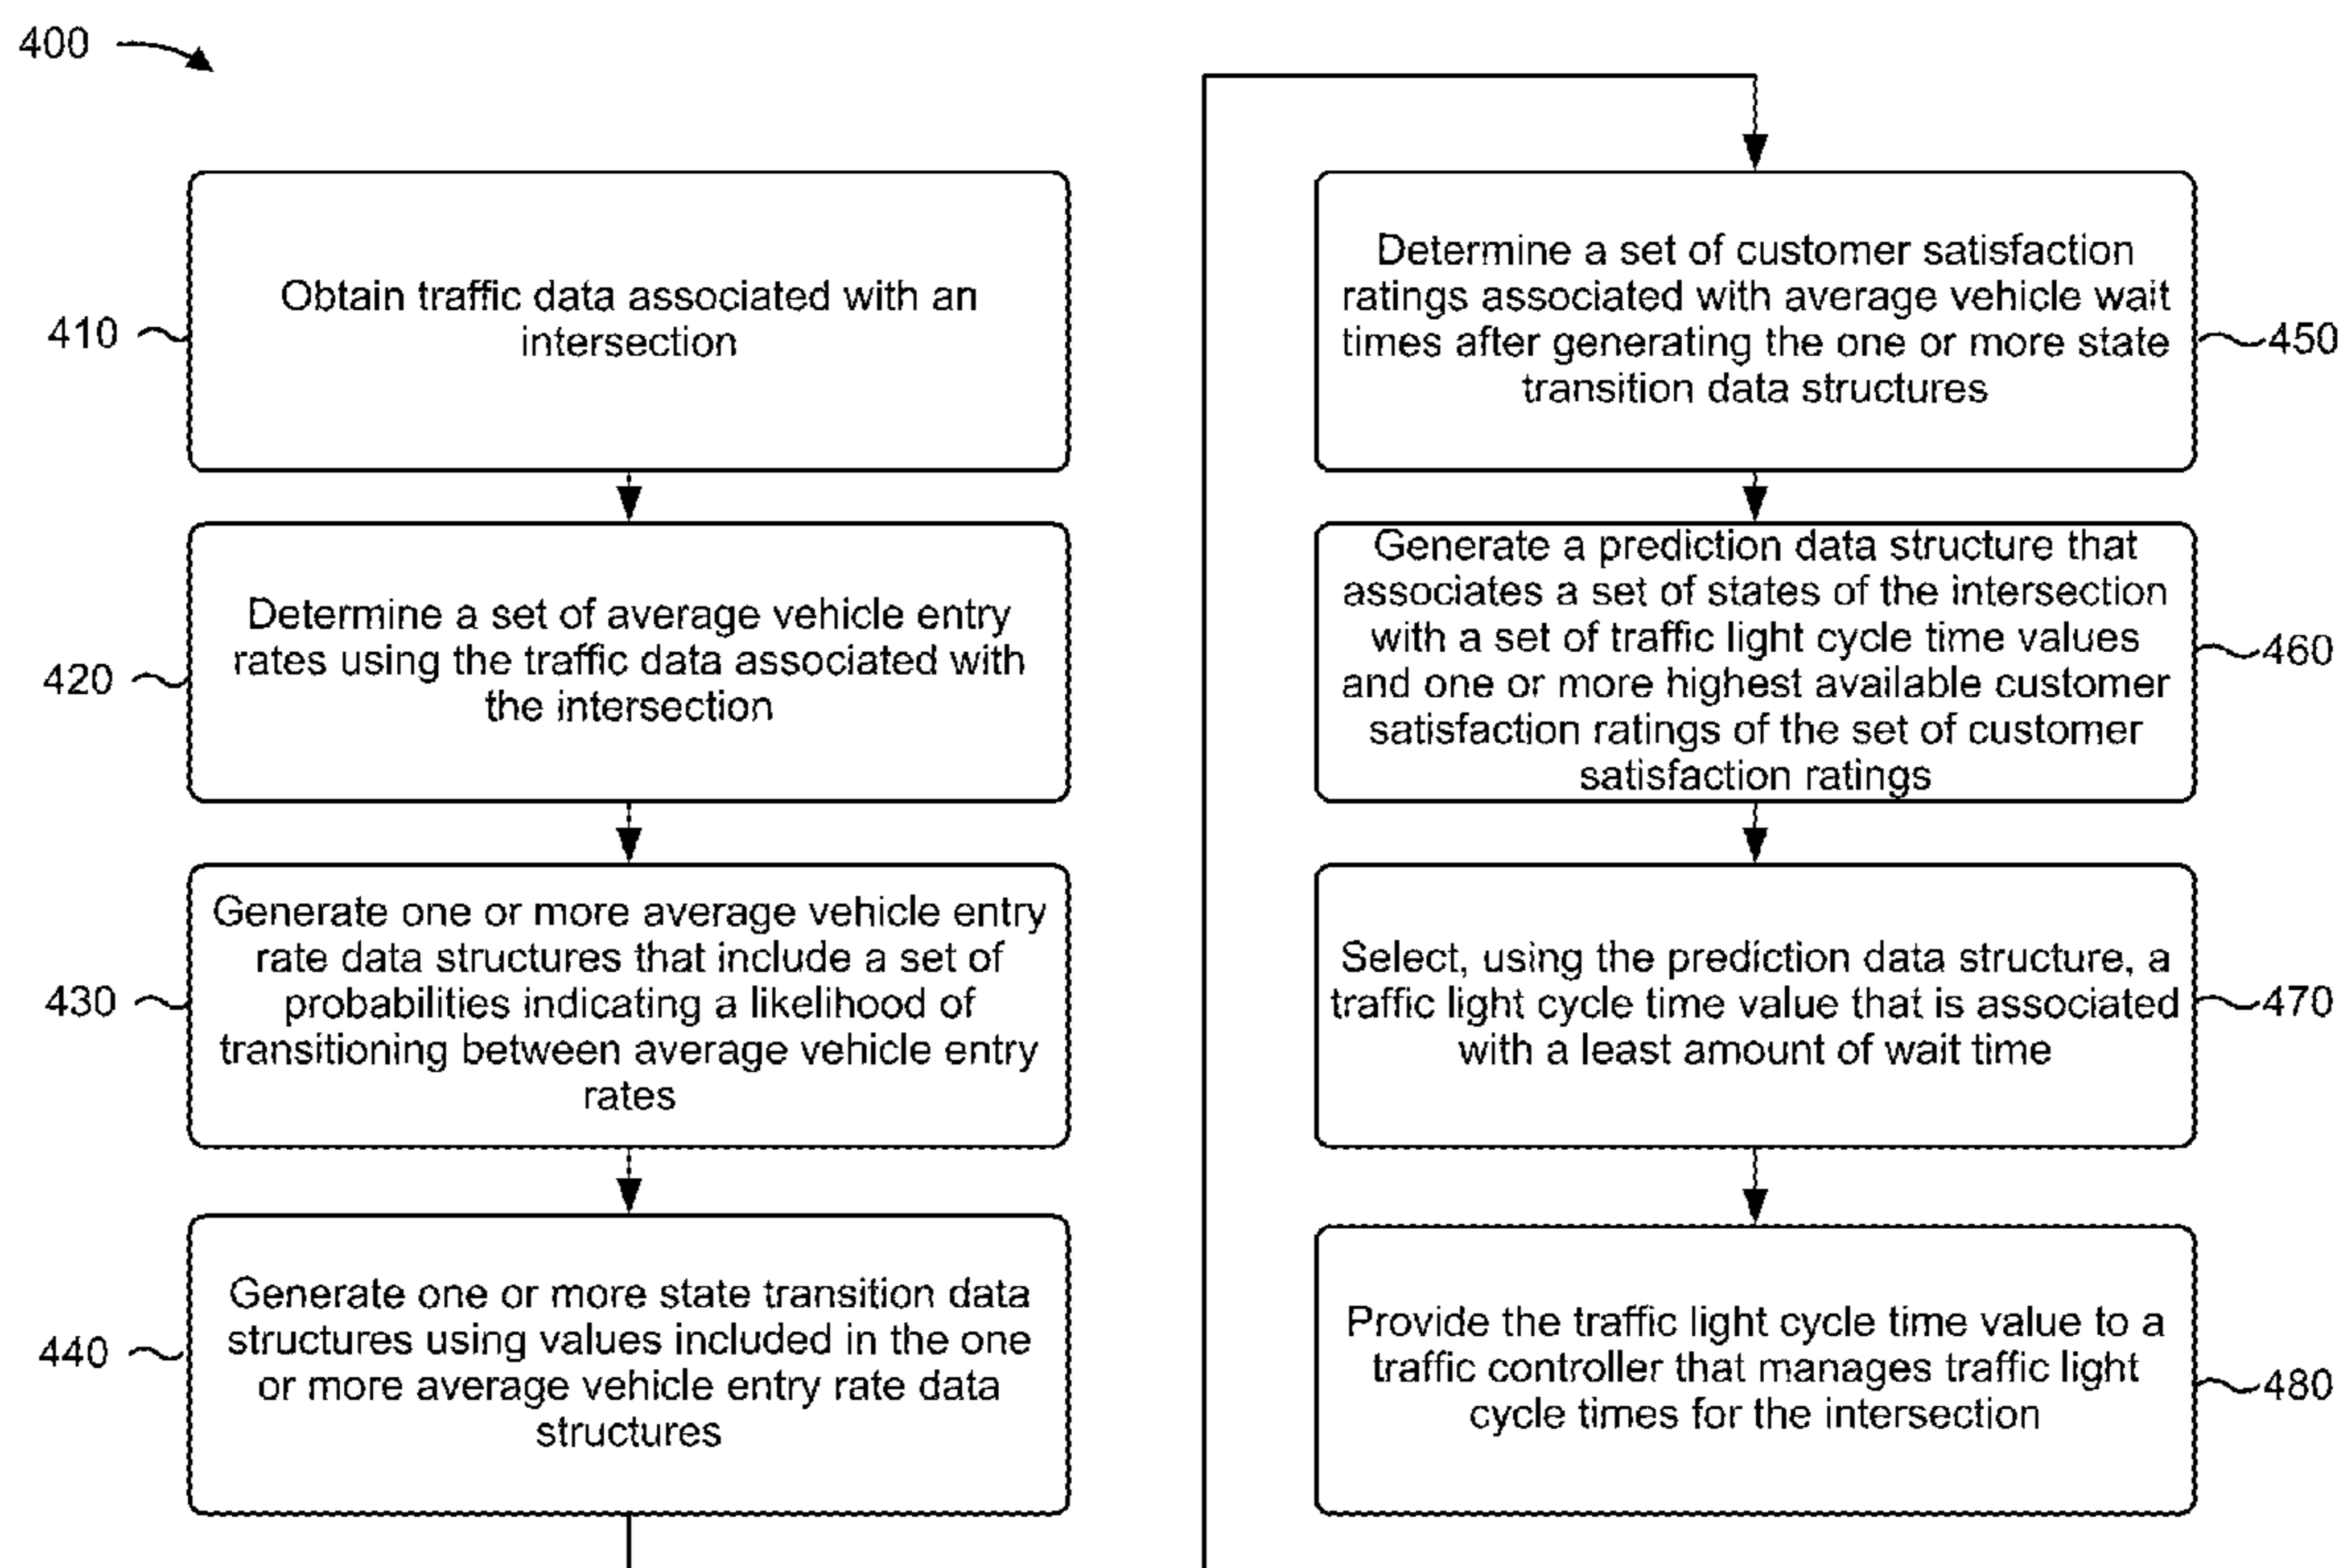 400
410
Obtain traffic data associated with an
intersection
420
Determine a set of average vehicle entry
rates using the traffic data associated with
the intersection
430
Generate one or more average vehicle entry
rate data structures that include a set of
probabilities indicating a likelihood of
transitioning between average vehicle entry
rates
440
Generate one or more state transition data
structures using values included in the one
or more average vehicle entry rate data
structures
Determine a set of customer satisfaction
ratings associated with average vehicle wait
times after generating the one or more state
transition data structures
450
Generate a prediction data structure that
associates a set of states of the intersection
with a set of traffic light cycle time values
and one or more highest available customer
satisfaction ratings of the set of customer
satisfaction ratings
460
Select, using the prediction data structure, a
traffic light cycle time value that is associated
with a least amount of wait time
470
Provide the traffic light cycle time value to a
traffic controller that manages traffic light
cycle times for the intersection
480